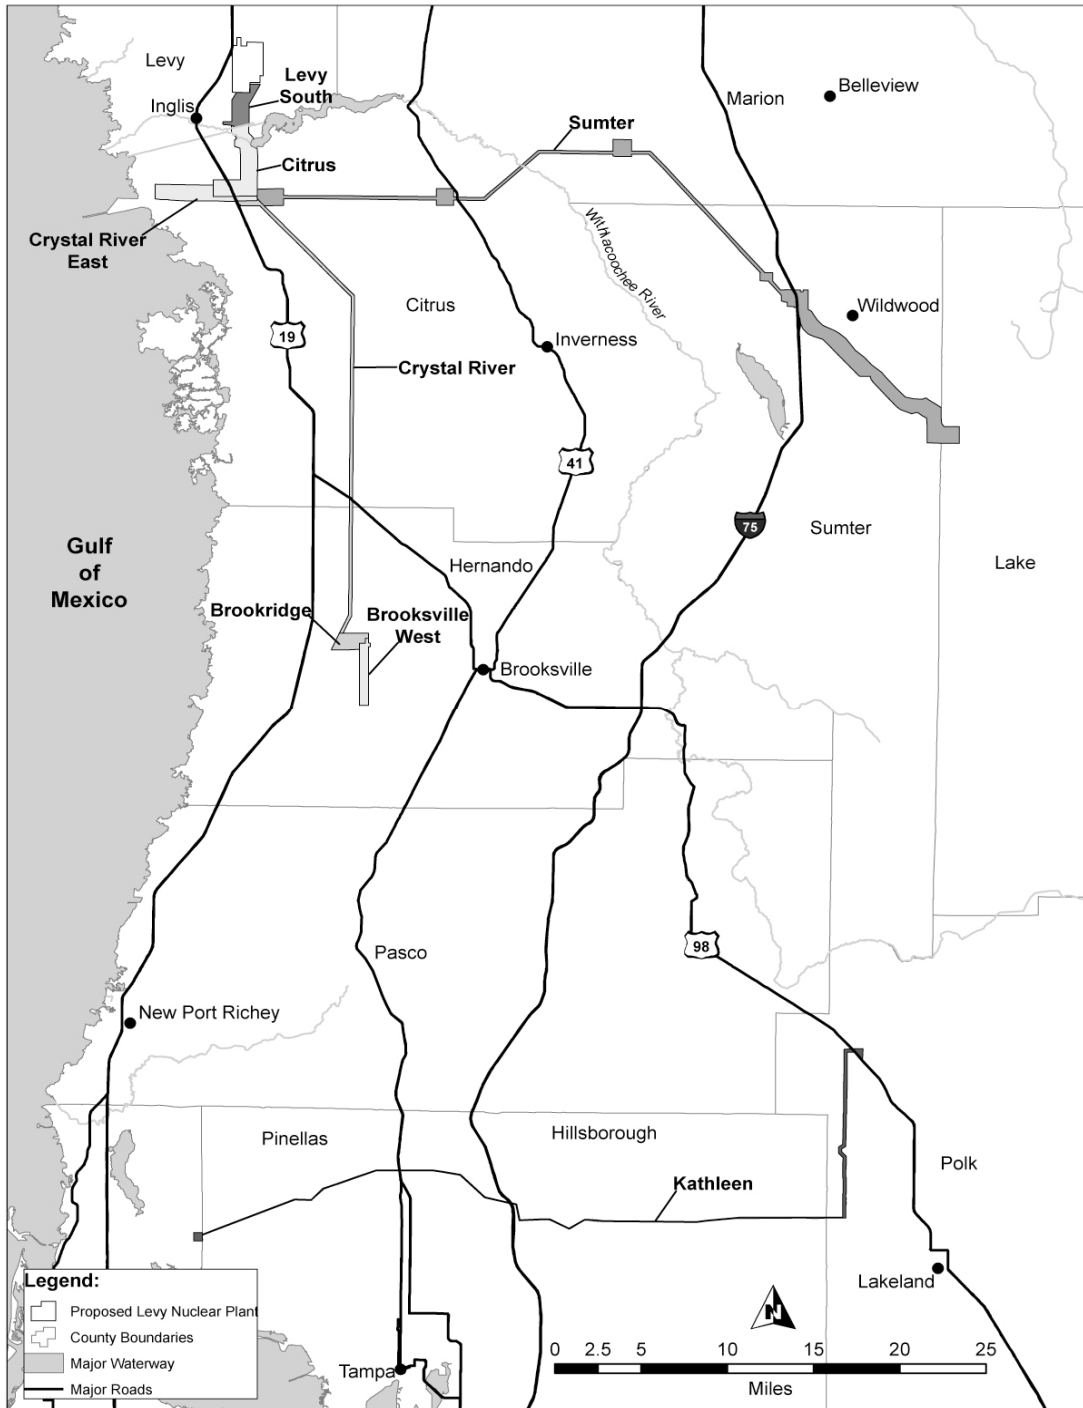 Levy
Levy
South
Belleview
Marion
Inglis
Sumter
Citrus
Withlacoochee River
Crystal River
East
Citrus
Wildwood
19
Inverness
Crystal River
41
75
Sumter
Gulf
of
Mexico
Hernando
Lake
Brookridge
Brooksville
West
Brooksville
98
Pasco
New Port Richey
Pinellas
Hillsborough
Polk
Kathleen
Lakeland
Legend:
Proposed Levy Nuclear Plant
County Boundaries
Major Waterway
Major Roads
Tampa
N
0 2.5 5 10 15 20 25
Miles